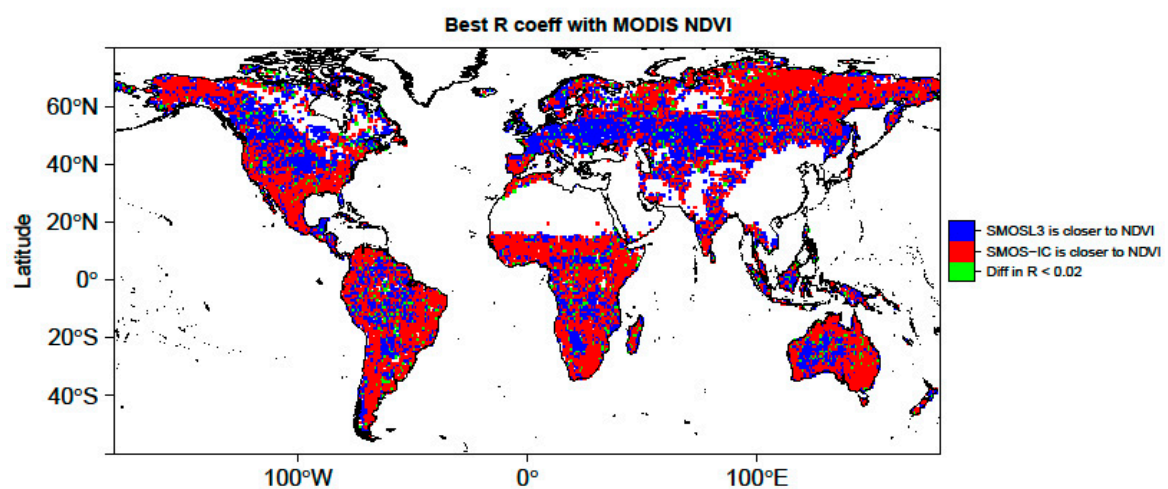 Best R coeff with MODIS NDVI
60°N
40°N
20°N
0°
20°S
40°S
Latitude
100°W
0°
100°E
SMOSL3 is closer to NDVI
SMOS-IC is closer to NDVI
Diff in R < 0.02